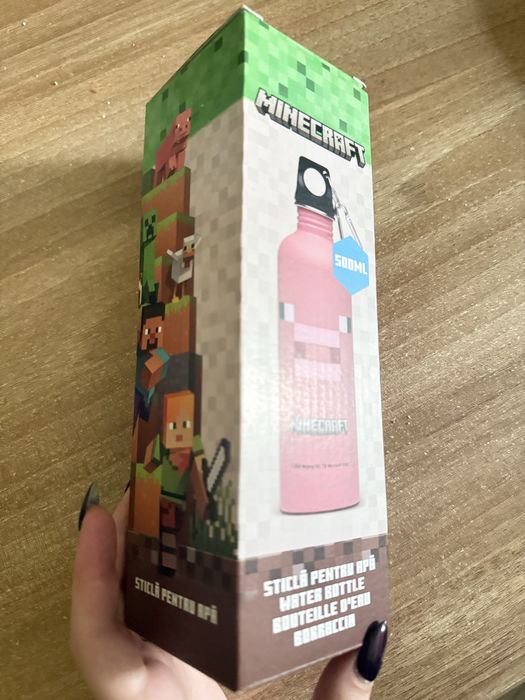 MINECRAFT
500ML
MINECRAFT
STICLĂ PENTRU APĂ
STICLĂ PENTRU APĂ
WATER BOTTLE
BOUTEILLE D'EAU
BORRACCIA